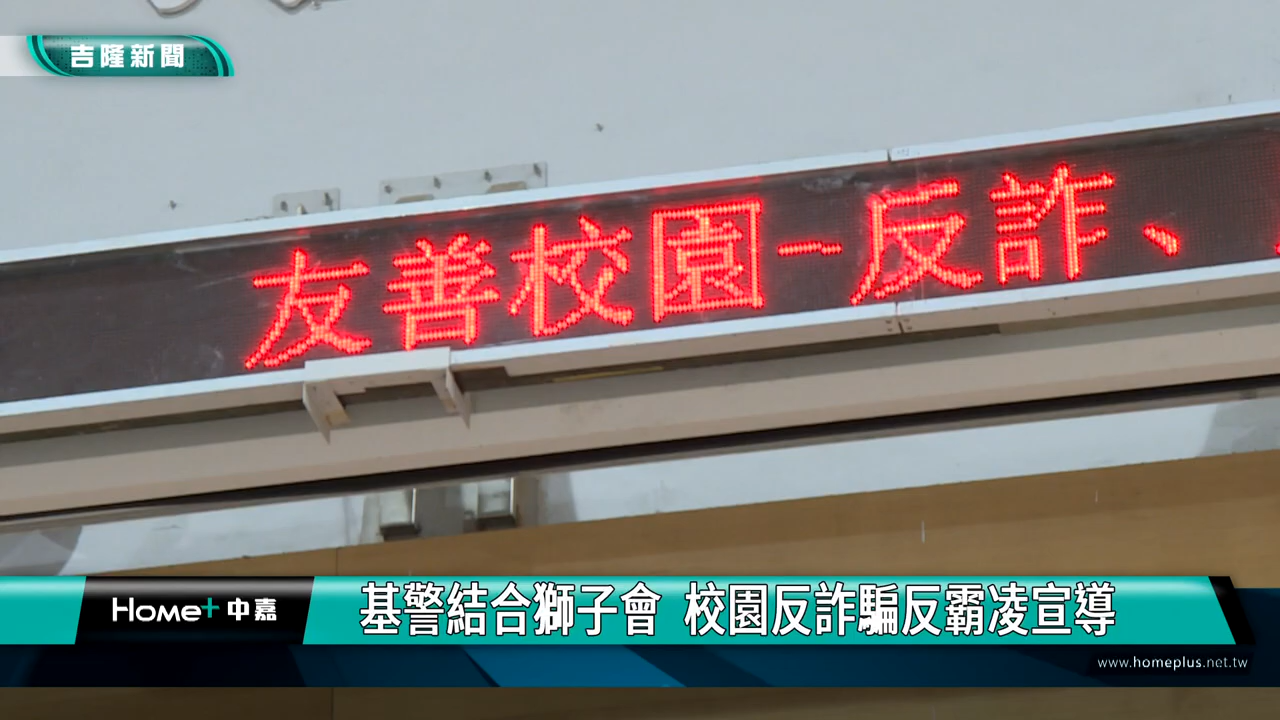 吉隆新聞
友善校園-反詐、
Home+中嘉
基警結合獅子會 校園反詐騙反霸凌宣導
www.homeplus.net.tw